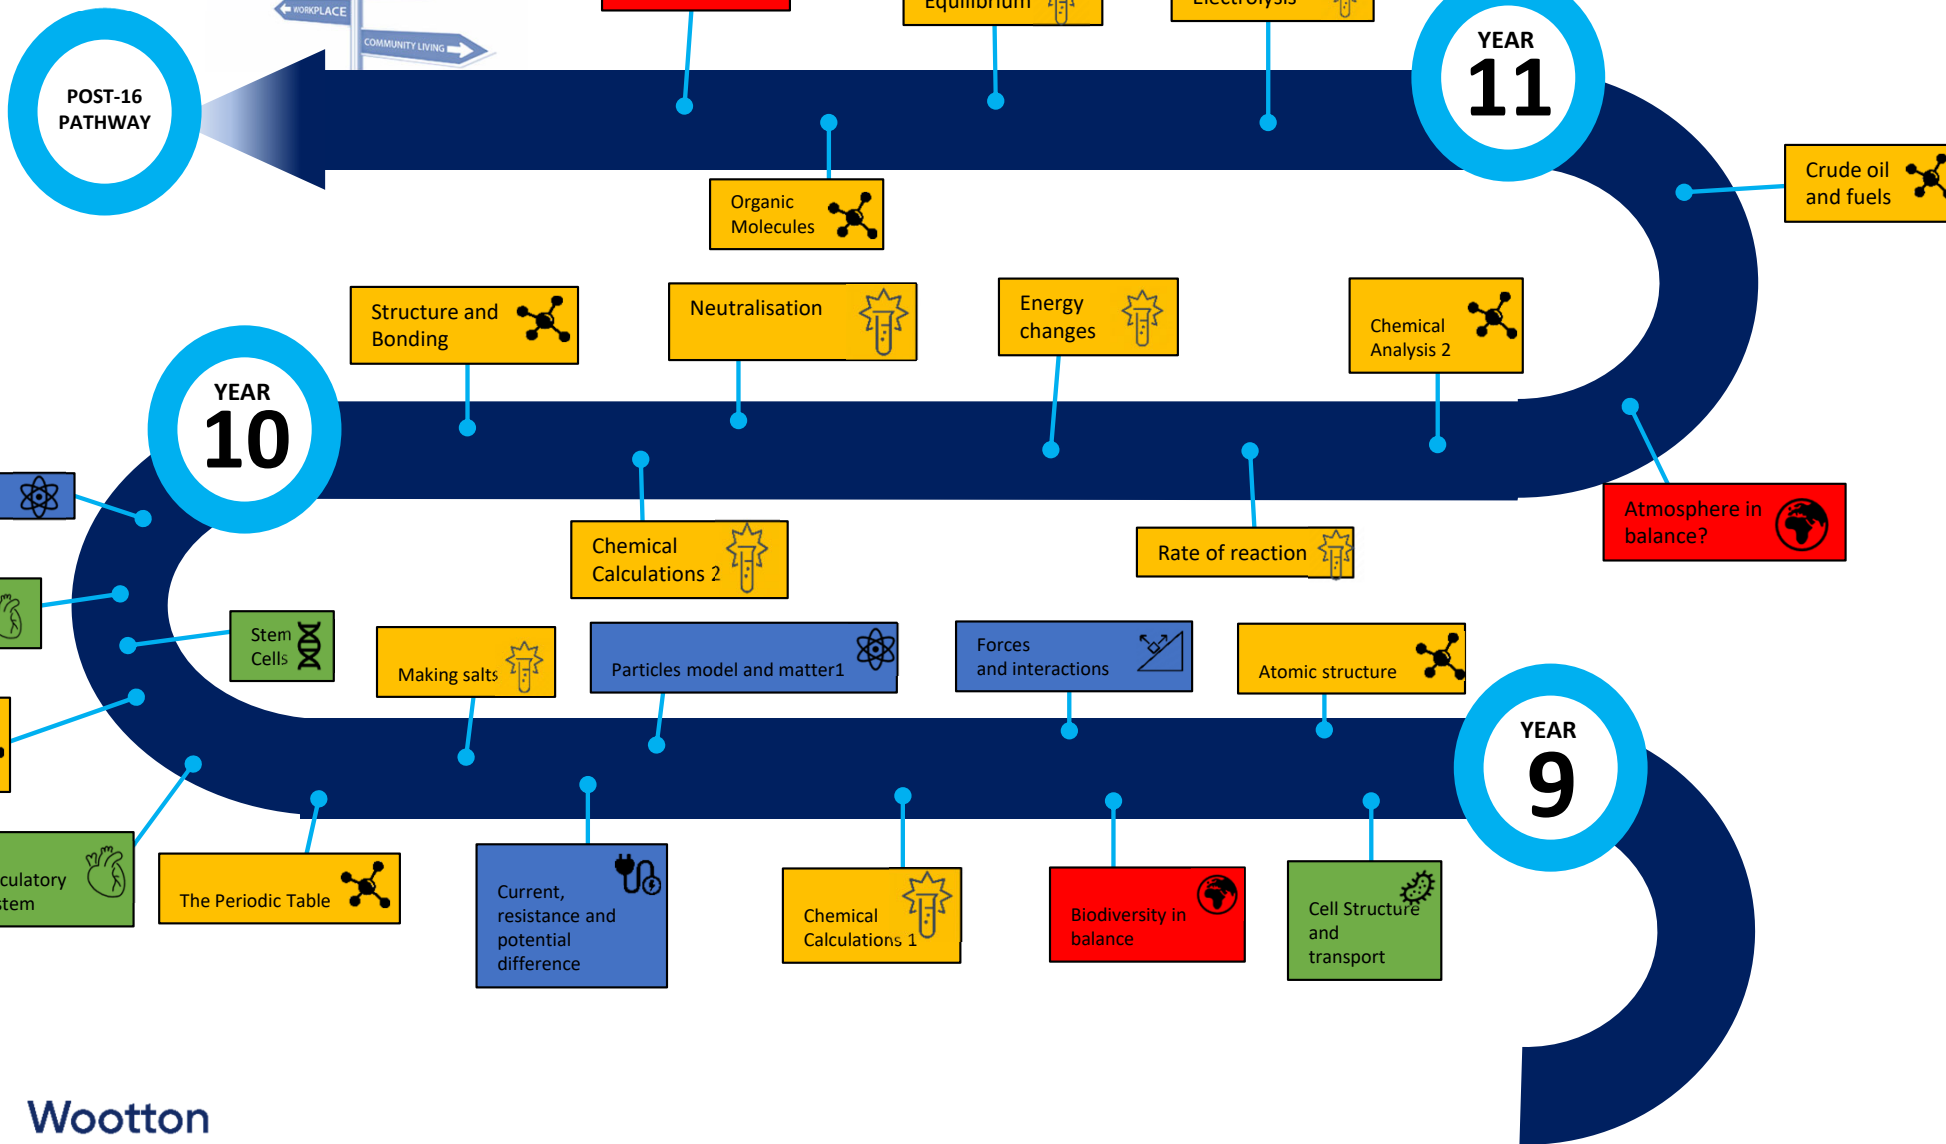 WORKPLACE
COMMUNITY LIVING
Equilibrium
Electrolysis
YEAR
11
POST-16
PATHWAY
Crude oil
and fuels
Organic
Molecules
Structure and
Bonding
Neutralisation
Energy
changes
Chemical
Analysis 2
YEAR
10
Chemical
Calculations 2
Rate of reaction
Atmosphere in
balance?
Stem
Cells
Making salts
Particles model and matter1
Forces
and interactions
Atomic structure
YEAR
9
culatory
stem
The Periodic Table
Current,
resistance and
potential
difference
Chemical
Calculations 1
Biodiversity in
balance
Cell Structure
and
transport
Wootton